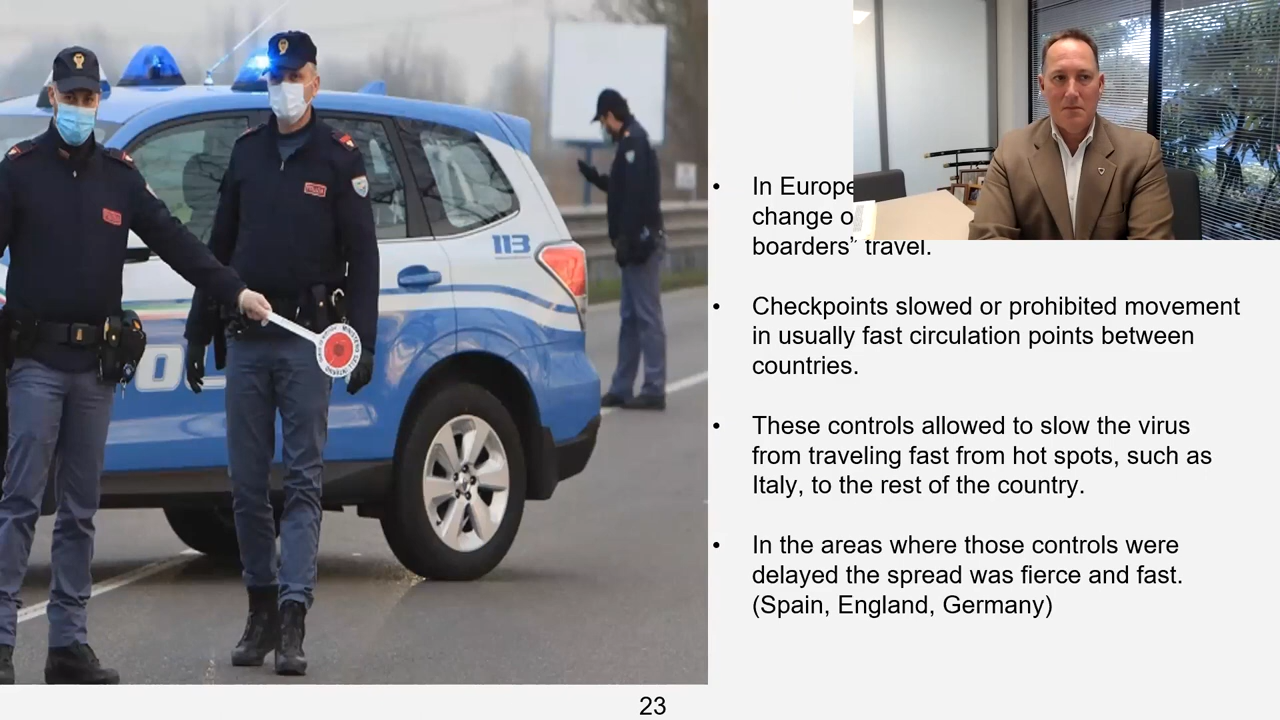 In Europe
change o
boarders” travel.
Checkpoints slowed or prohibited movement
in usually fast circulation points between
countries.
These controls allowed to slow the virus
from traveling fast from hot spots, such as
Italy, to the rest of the country.
In the areas where those controls were
delayed the spread was fierce and fast.
(Spain, England, Germany)
113
23